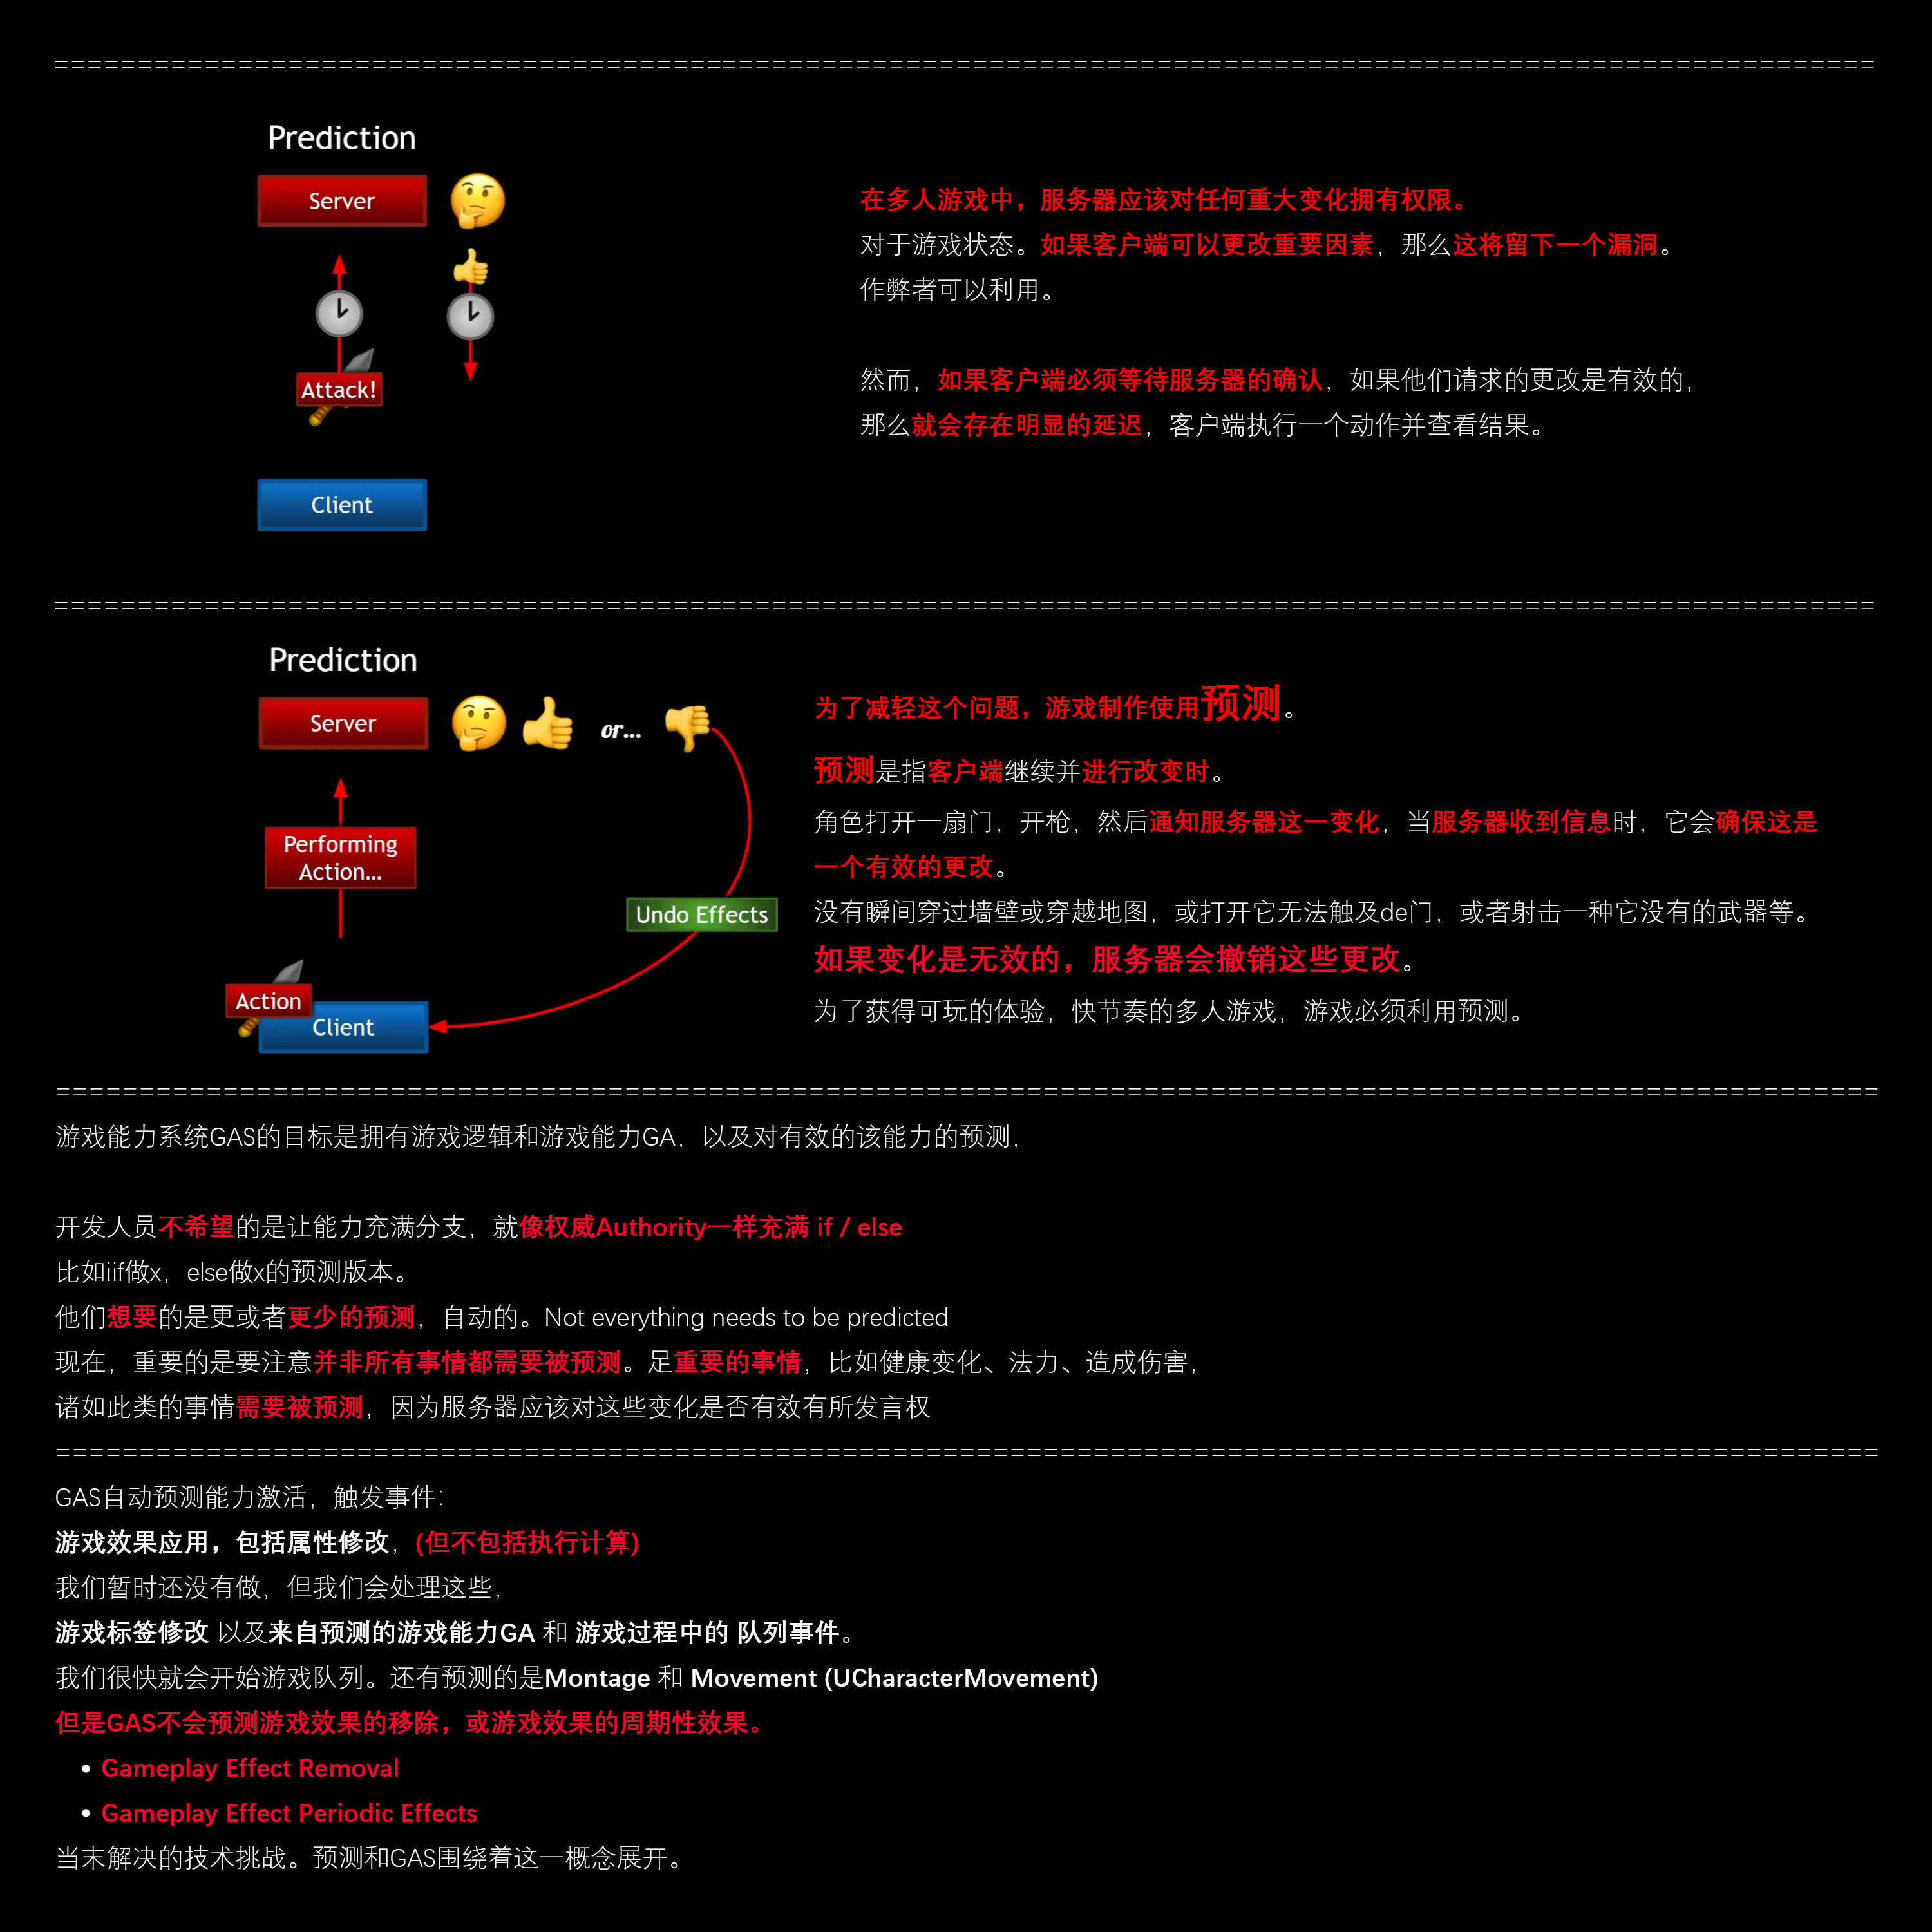 ==============================================================================================================
Prediction
Server
Attack!
Client
在多人游戏中，服务器应该对任何重大变化拥有权限。
对于游戏状态。如果客户端可以更改重要因素，那么这将留下一个漏洞。
作弊者可以利用。
然而，如果客户端必须等待服务器的确认，如果他们请求的更改是有效的，
那么就会存在明显的延迟，客户端执行一个动作并查看结果。
==============================================================================================================
Prediction
Server
or...
Performing
Action...
Undo Effects
Action
Client
为了减轻这个问题，游戏制作使用预测。
预测是指客户端继续并进行改变时。
角色打开一扇门，开枪，然后通知服务器这一变化，当服务器收到信息时，它会确保这是
一个有效的更改。
没有瞬间穿过墙壁或穿越地图，或打开它无法触及de门，或者射击一种它没有的武器等。
如果变化是无效的，服务器会撤销这些更改。
为了获得可玩的体验，快节奏的多人游戏，游戏必须利用预测。
==============================================================================================================
游戏能力系统GAS的目标是拥有游戏逻辑和游戏能力GA，以及对有效的该能力的预测，
开发人员不希望的是让能力充满分支，就像权威Authority一样充满 if / else
比如iif做x，else做x的预测版本。
他们想要的是更或者更少的预测，自动的。Not everything needs to be predicted
现在，重要的是要注意并非所有事情都需要被预测。足重要的事情，比如健康变化、法力、造成伤害，
诸如此类的事情需要被预测，因为服务器应该对这些变化是否有效有所发言权
==============================================================================================================
GAS自动预测能力激活，触发事件：
游戏效果应用，包括属性修改，(但不包括执行计算)
我们暂时还没有做，但我们会处理这些，
游戏标签修改 以及来自预测的游戏能力GA 和 游戏过程中的 队列事件。
我们很快就会开始游戏队列。还有预测的是Montage 和 Movement (UCharacterMovement)
但是GAS不会预测游戏效果的移除，或游戏效果的周期性效果。
• Gameplay Effect Removal
• Gameplay Effect Periodic Effects
当末解决的技术挑战。预测和GAS围绕着这一概念展开。